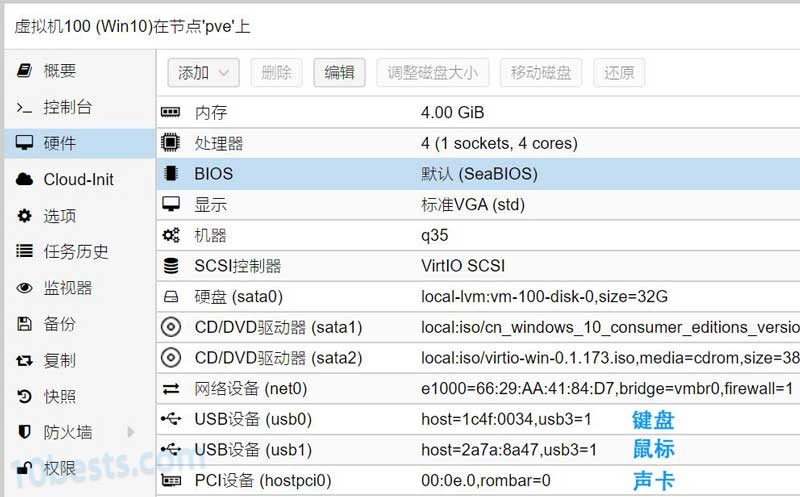 虚拟机100 (Win10)在节点'pve'上
概要
控制台
硬件
Cloud-Init
选项
任务历史
监视器
备份
复制
快照
防火墙
权限
添加 删除 编辑 调整磁盘大小 移动磁盘 还原
内存 4.00 GiB
处理器 4 (1 sockets, 4 cores)
BIOS 默认 (SeaBIOS)
显示 标准VGA (std)
机器 q35
SCSI控制器 VirtIO SCSI
硬盘 (sata0) local-lvm:vm-100-disk-0,size=32G
CD/DVD驱动器 (sata1) local:iso/cn_windows_10_consumer_editions_versio
CD/DVD驱动器 (sata2) local:iso/virtio-win-0.1.173.iso,media=cdrom,size=38
网络设备 (net0) e1000=66:29:AA:41:84:D7,bridge=vmbr0,firewall=1
USB设备 (usb0) host=1c4f:0034,usb3=1 键盘
USB设备 (usb1) host=2a7a:8a47,usb3=1 鼠标
PCI设备 (hostpci0) 00:0e.0,rombar=0 声卡
10bests.com